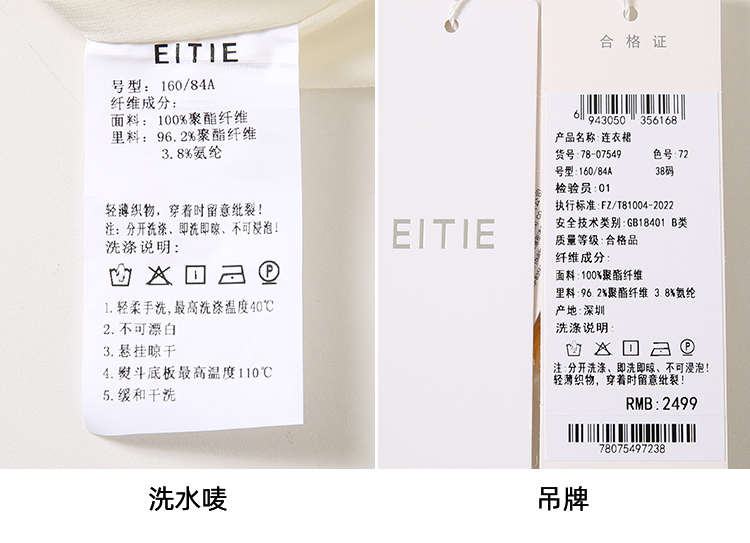 EITIE
号型：160/84A
纤维成分：
面料：100%聚酯纤维
里料：96.2%聚酯纤维
3.8%氨纶
轻薄织物，穿着时留意纰裂！
注：分开洗涤、即洗即晾、不可浸泡！
洗涤说明：
1.轻柔手洗,最高洗涤温度40℃
2.不可漂白
3.悬挂晾干
4.熨斗底板最高温度110℃
5.缓和干洗
洗水唛
EITIE
合格证
6 943050 356168
产品名称：连衣裙
货号：78-07549 色号：72
号型：160/84A 38码
检验员：01
执行标准：FZ/T81004-2022
安全技术类别：GB18401 B类
质量等级：合格品
纤维成分：
面料：100%聚酯纤维
里料：96.2%聚酯纤维 3.8%氨纶
产地：深圳
洗涤说明：
注：分开洗涤、即洗即晾、不可浸泡！
轻薄织物，穿着时留意纰裂！
RMB：2499
78075497238
吊牌